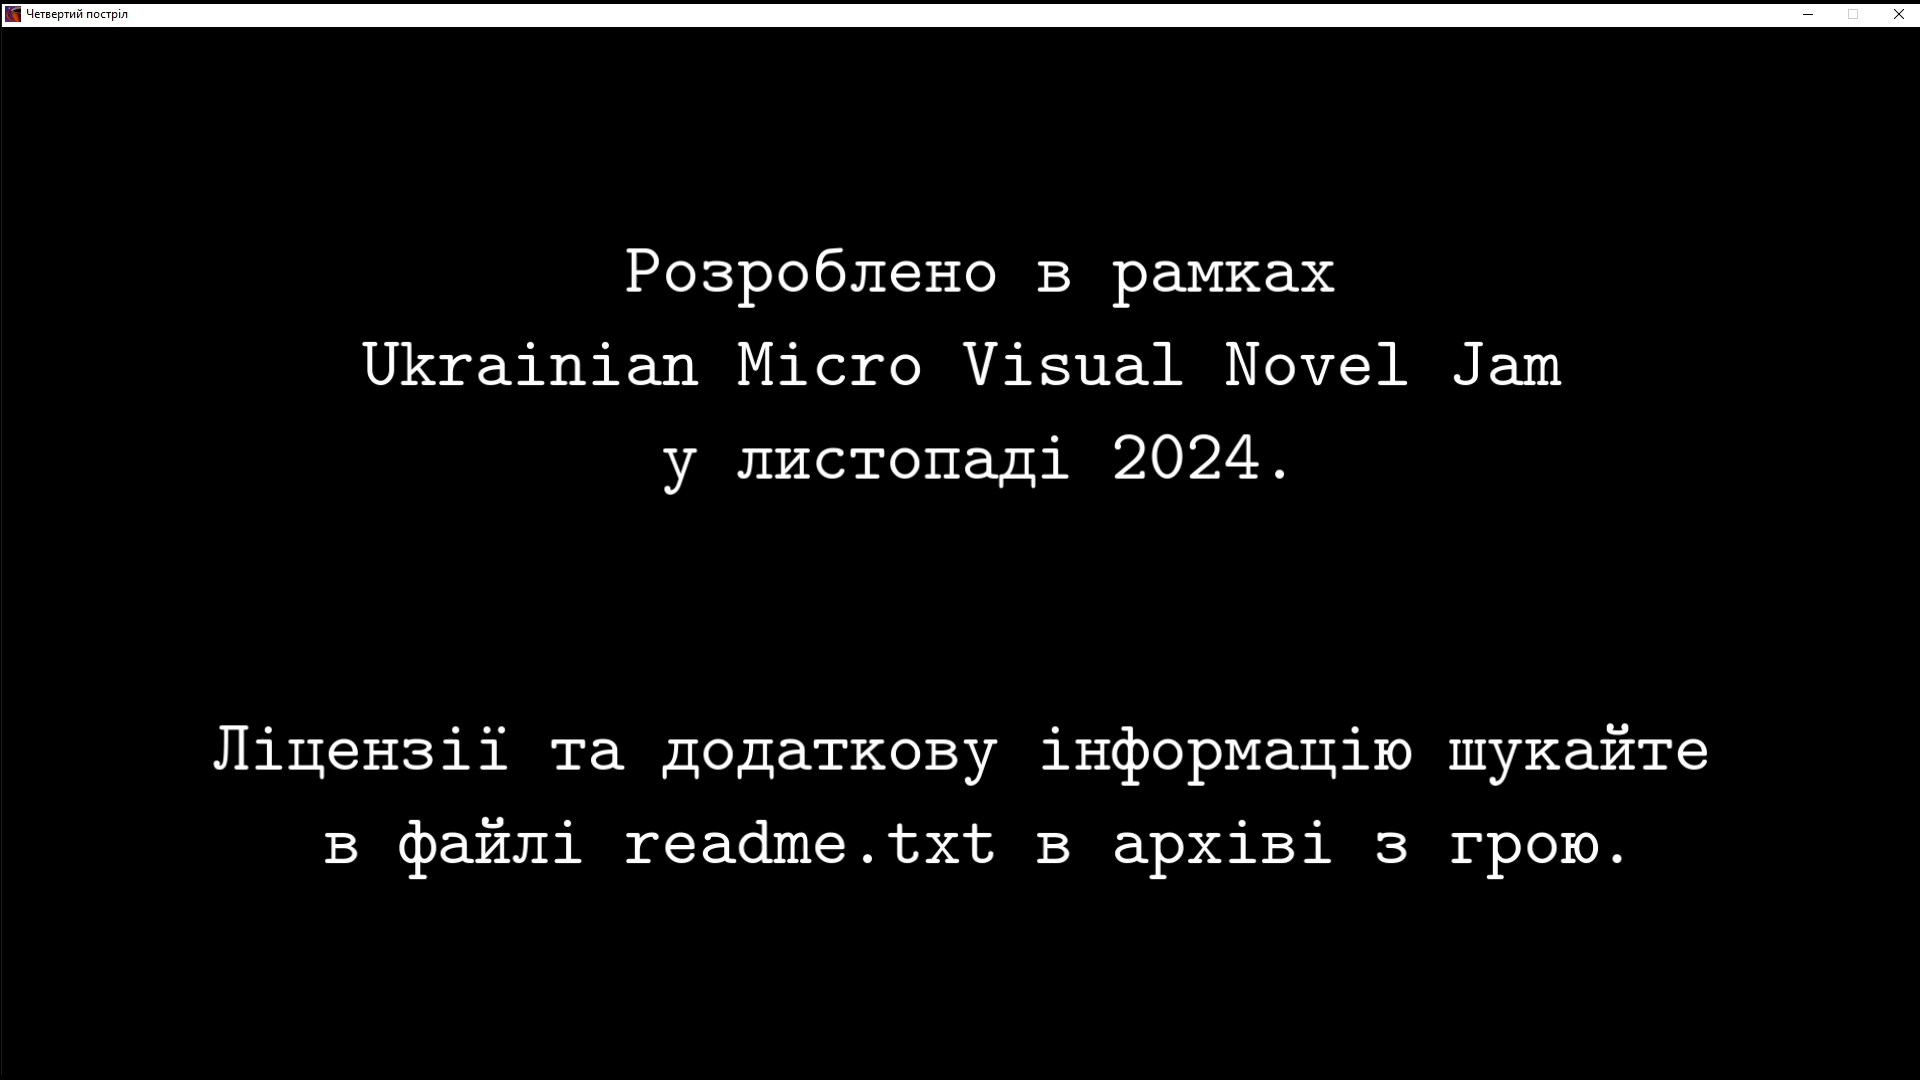 Четвертий постріл
Розроблено в рамках
Ukrainian Micro Visual Novel Jam
у листопаді 2024.
Ліцензії та додаткову інформацію шукайте
в файлі readme.txt в архіві з грою.